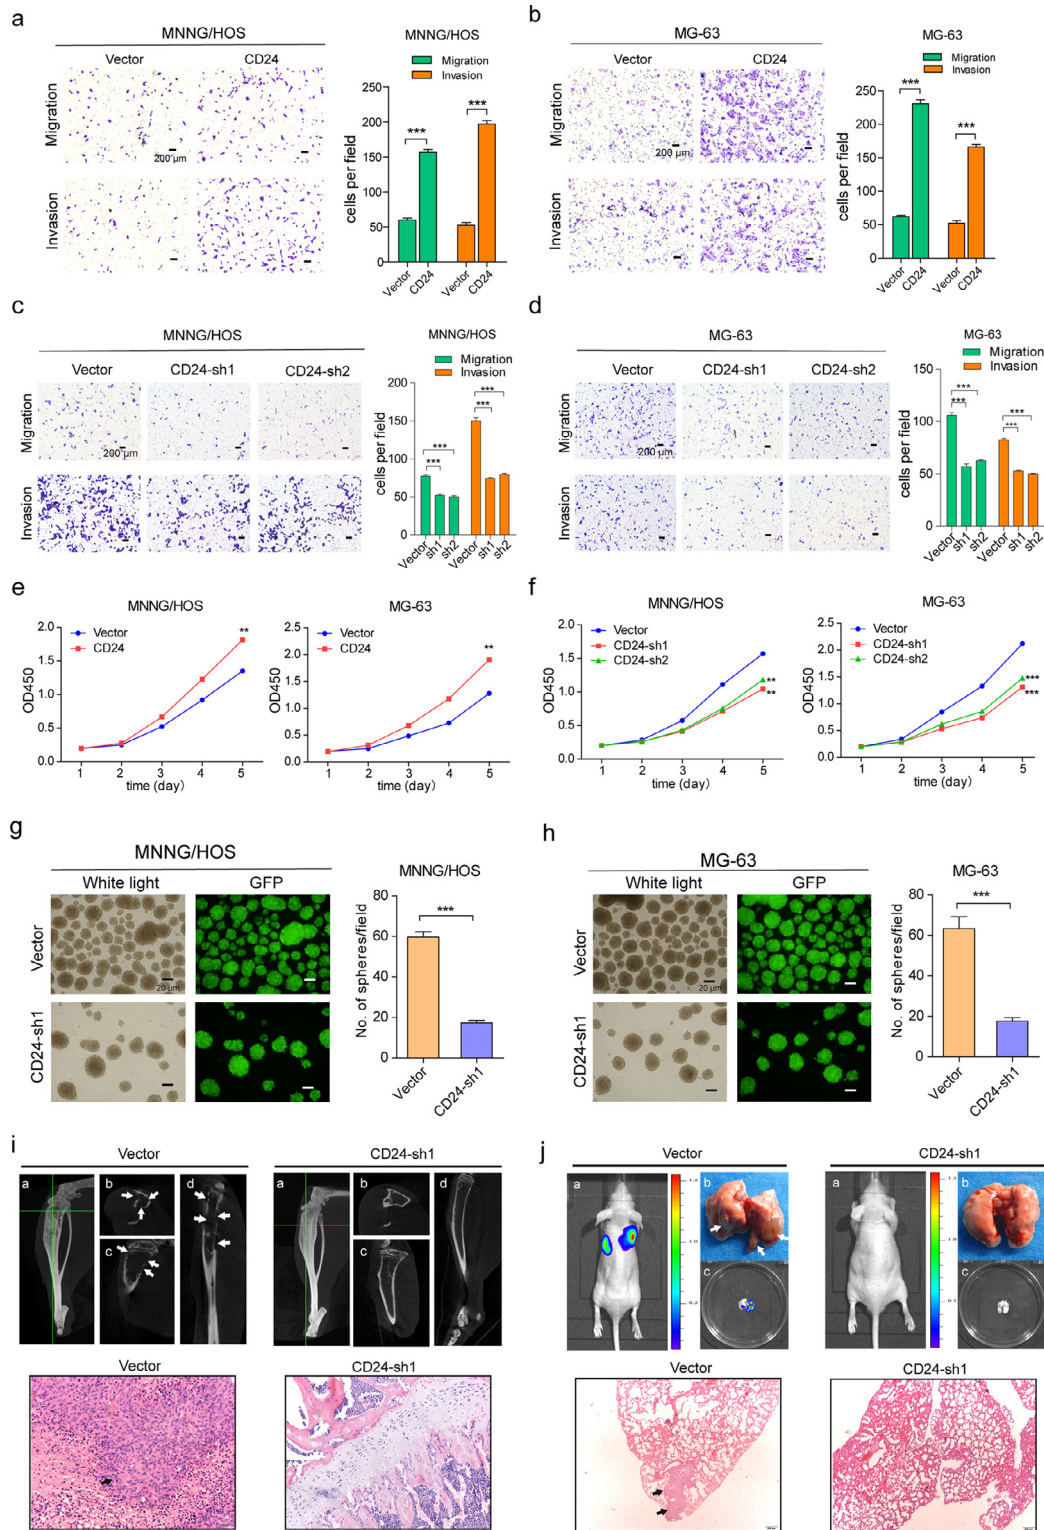 a
MNNG/HOS
Vector CD24
Migration
200 μm
Invasion
MNNG/HOS
Migration
Invasion
cells per field
250
200
150
100
50
0
***
***
Vector CD24 Vector CD24
b
MG-63
Vector CD24
Migration
200 μm
Invasion
MG-63
Migration
Invasion
cells per field
250
200
150
100
50
0
***
***
Vector CD24 Vector CD24
c
MNNG/HOS
Vector CD24-sh1 CD24-sh2
Migration
200 μm
Invasion
MNNG/HOS
Migration
Invasion
cells per field
200
150
100
50
0
***
***
***
***
Vector sh1 sh2 Vector sh1 sh2
d
MG-63
Vector CD24-sh1 CD24-sh2
Migration
200 μm
Invasion
MG-63
Migration
Invasion
cells per field
150
100
50
0
***
***
***
***
Vector sh1 sh2 Vector sh1 sh2
e
MNNG/HOS
Vector
CD24
OD450
2.0
1.5
1.0
0.5
0.0
**
1 2 3 4 5
time (day)
MG-63
Vector
CD24
OD450
2.0
1.5
1.0
0.5
0.0
**
1 2 3 4 5
time (day)
f
MNNG/HOS
Vector
CD24-sh1
CD24-sh2
OD450
2.0
1.5
1.0
0.5
0.0
**
**
1 2 3 4 5
time (day)
MG-63
Vector
CD24-sh1
CD24-sh2
OD450
2.5
2.0
1.5
1.0
0.5
0.0
***
***
1 2 3 4 5
time (day)
g
MNNG/HOS
White light GFP
Vector
20 μm
CD24-sh1
MNNG/HOS
No. of spheres/field
80
60
40
20
0
***
Vector CD24-sh1
h
MG-63
White light GFP
Vector
20 μm
CD24-sh1
MG-63
No. of spheres/field
80
60
40
20
0
***
Vector CD24-sh1
i
Vector CD24-sh1
a b d
c
a b d
c
Vector CD24-sh1
j
Vector CD24-sh1
a b
c
a b
c
Vector CD24-sh1